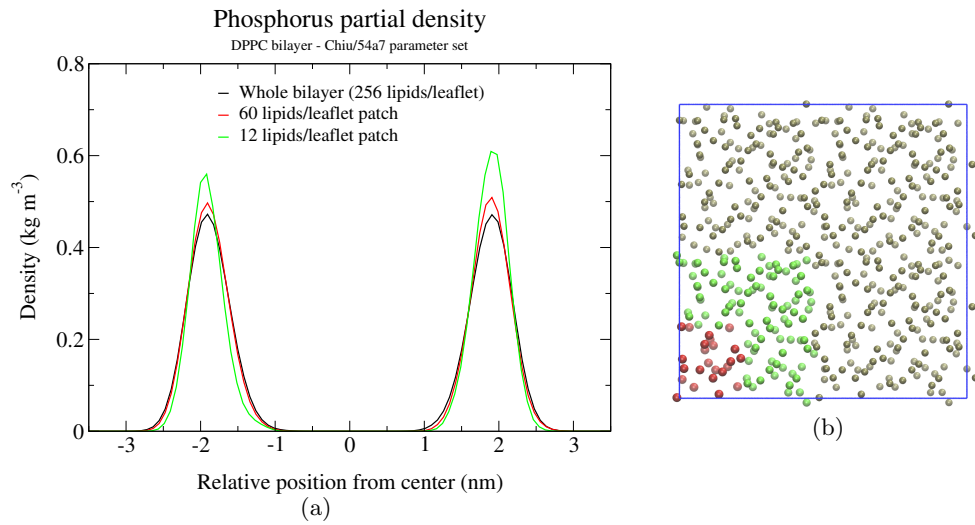 Phosphorus partial density
DPPC bilayer - Chiu/54a7 parameter set
0.8
0.6
0.4
0.2
0
Density (kg m⁻³)
Whole bilayer (256 lipids/leaflet)
60 lipids/leaflet patch
12 lipids/leaflet patch
-3 -2 -1 0 1 2 3
Relative position from center (nm)
(a)
(b)